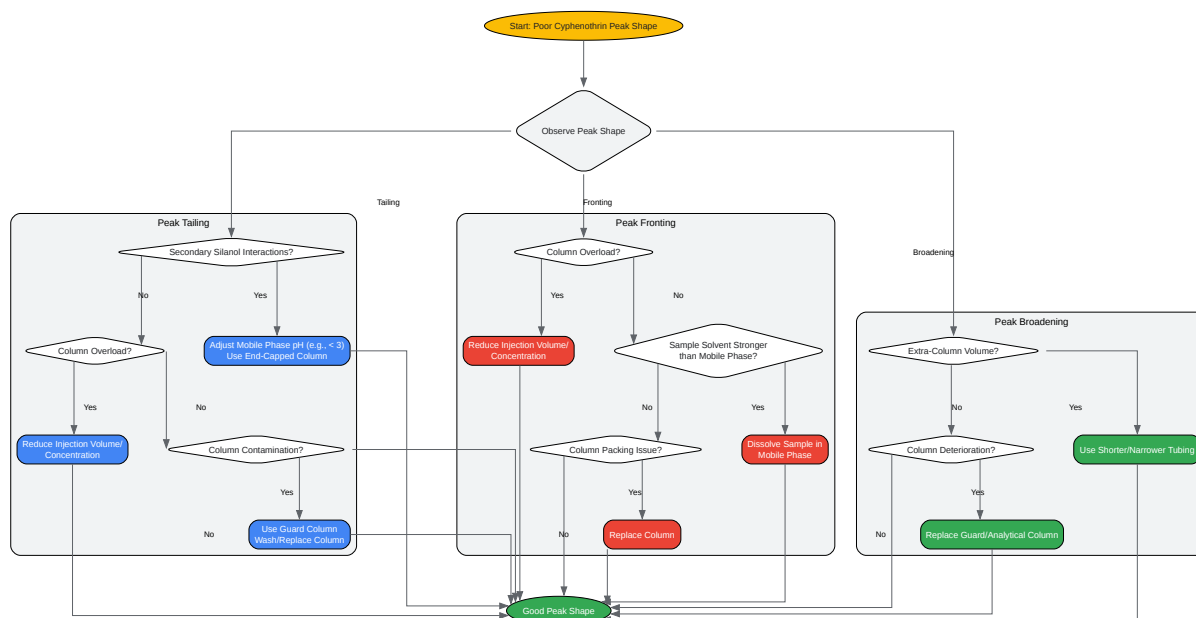 Start: Poor Cyphenothrin Peak Shape
Observe Peak Shape
Tailing
Fronting
Broadening
Peak Tailing
Secondary Silanol Interactions?
No
Yes
Column Overload?
Adjust Mobile Phase pH (e.g., < 3)
Use End-Capped Column
Yes
No
Reduce Injection Volume/
Concentration
Column Contamination?
Yes
No
Use Guard Column
Wash/Replace Column
Peak Fronting
Column Overload?
Yes
No
Reduce Injection Volume/
Concentration
Sample Solvent Stronger
than Mobile Phase?
No
Yes
Column Packing Issue?
Dissolve Sample in
Mobile Phase
Yes
No
Replace Column
Peak Broadening
Extra-Column Volume?
No
Yes
Column Deterioration?
Use Shorter/Narrower Tubing
Yes
No
Replace Guard/Analytical Column
Good Peak Shape